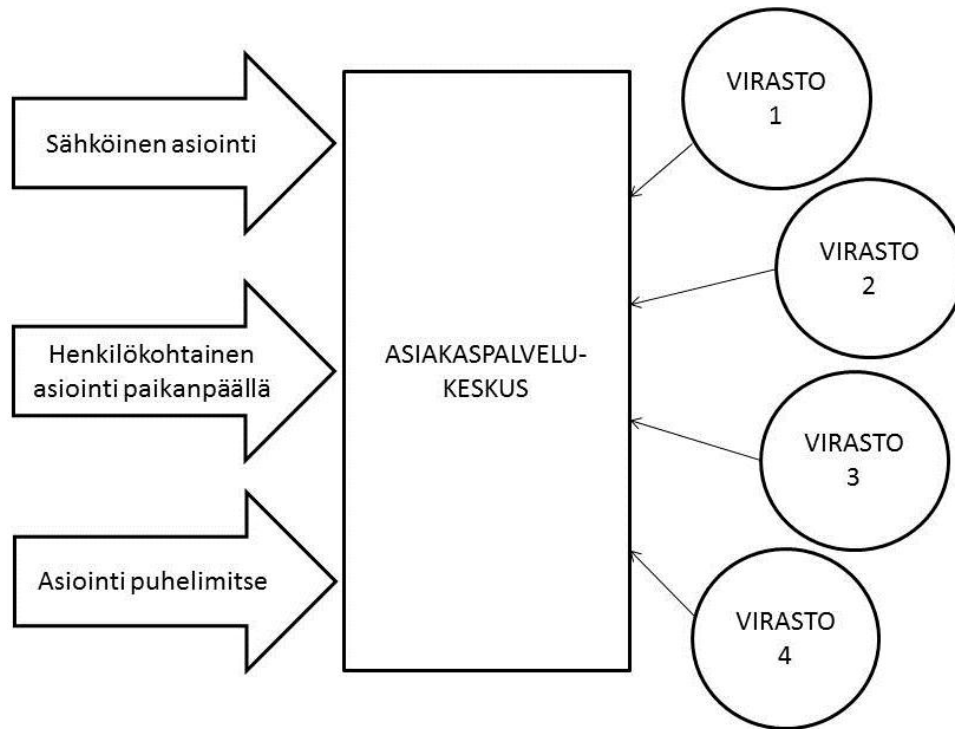 Sähköinen asiointi
Henkilökohtainen
asiointi paikanpäällä
Asiointi puhelimitse
ASIAKASPALVELU-
KESKUS
VIRASTO
1
VIRASTO
2
VIRASTO
3
VIRASTO
4